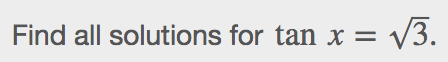 Find all solutions for tan x = √3.